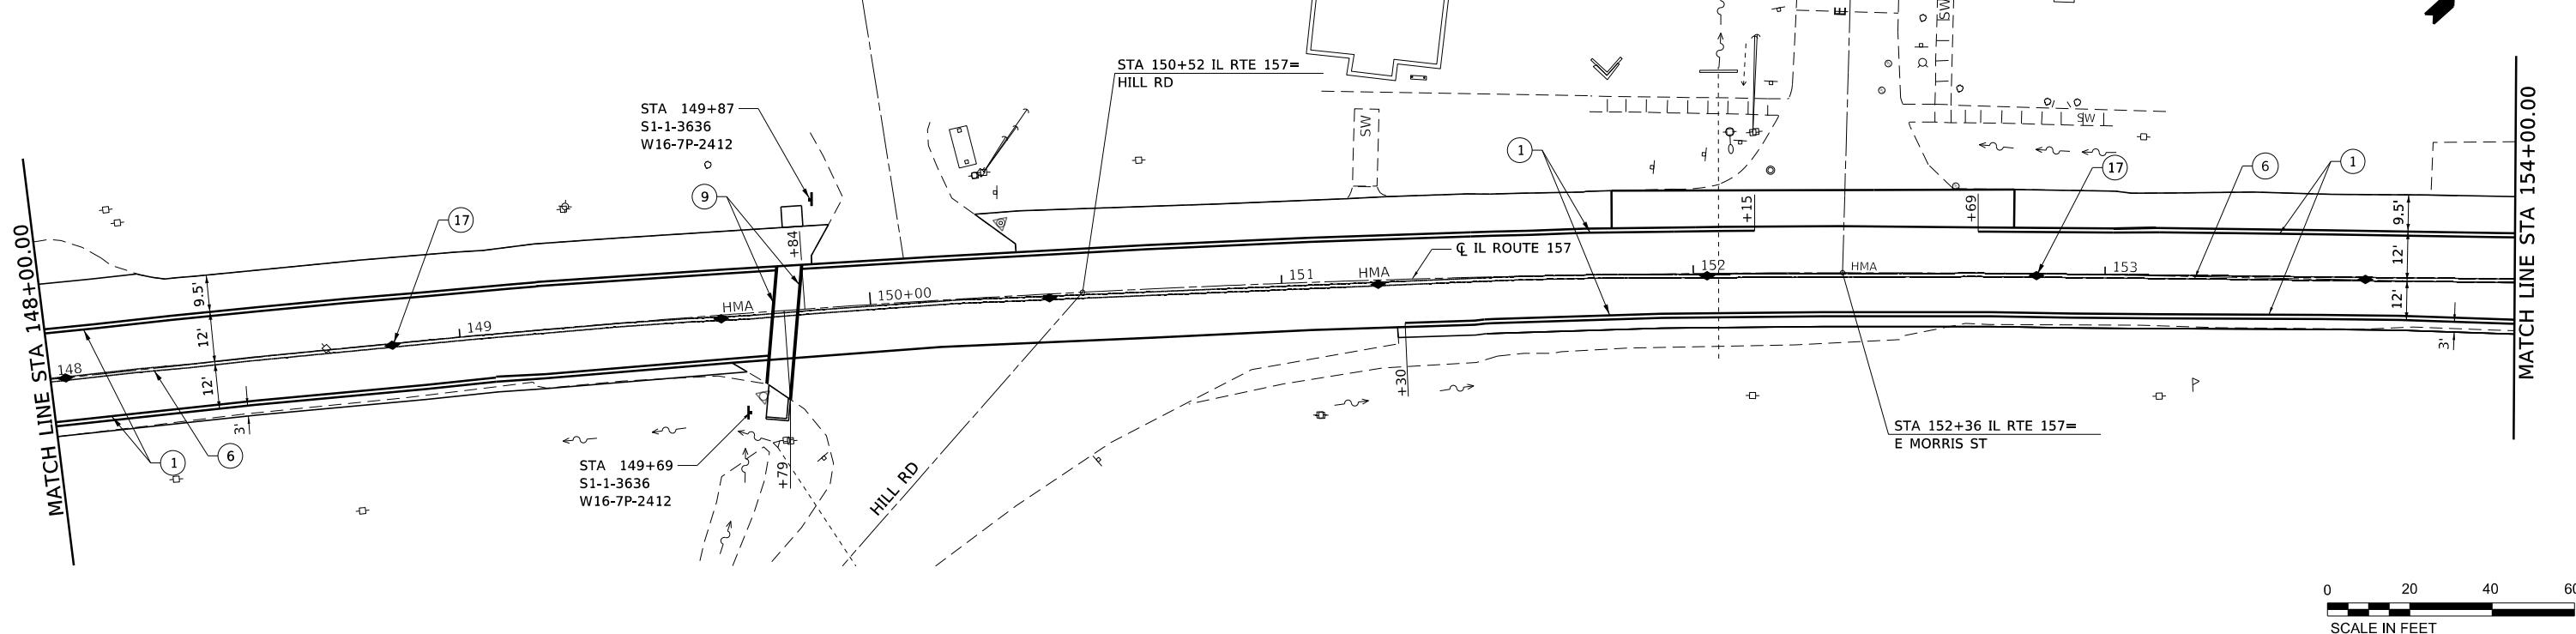 SW
E
STA 150+52 IL RTE 157=
HILL RD
STA 149+87
S1-1-3636
W16-7P-2412
SW
SW
1
17
6
1
9
17
MATCH LINE STA 148+00.00
MATCH LINE STA 154+00.00
+84
+15
+69
9.5'
12'
12'
3'
9.5'
12'
12'
3'
℄ IL ROUTE 157
148
149
HMA
150+00
151
HMA
152
HMA
153
1
6
+79
+30
STA 149+69
S1-1-3636
W16-7P-2412
HILL RD
STA 152+36 IL RTE 157=
E MORRIS ST
0 20 40 60
SCALE IN FEET